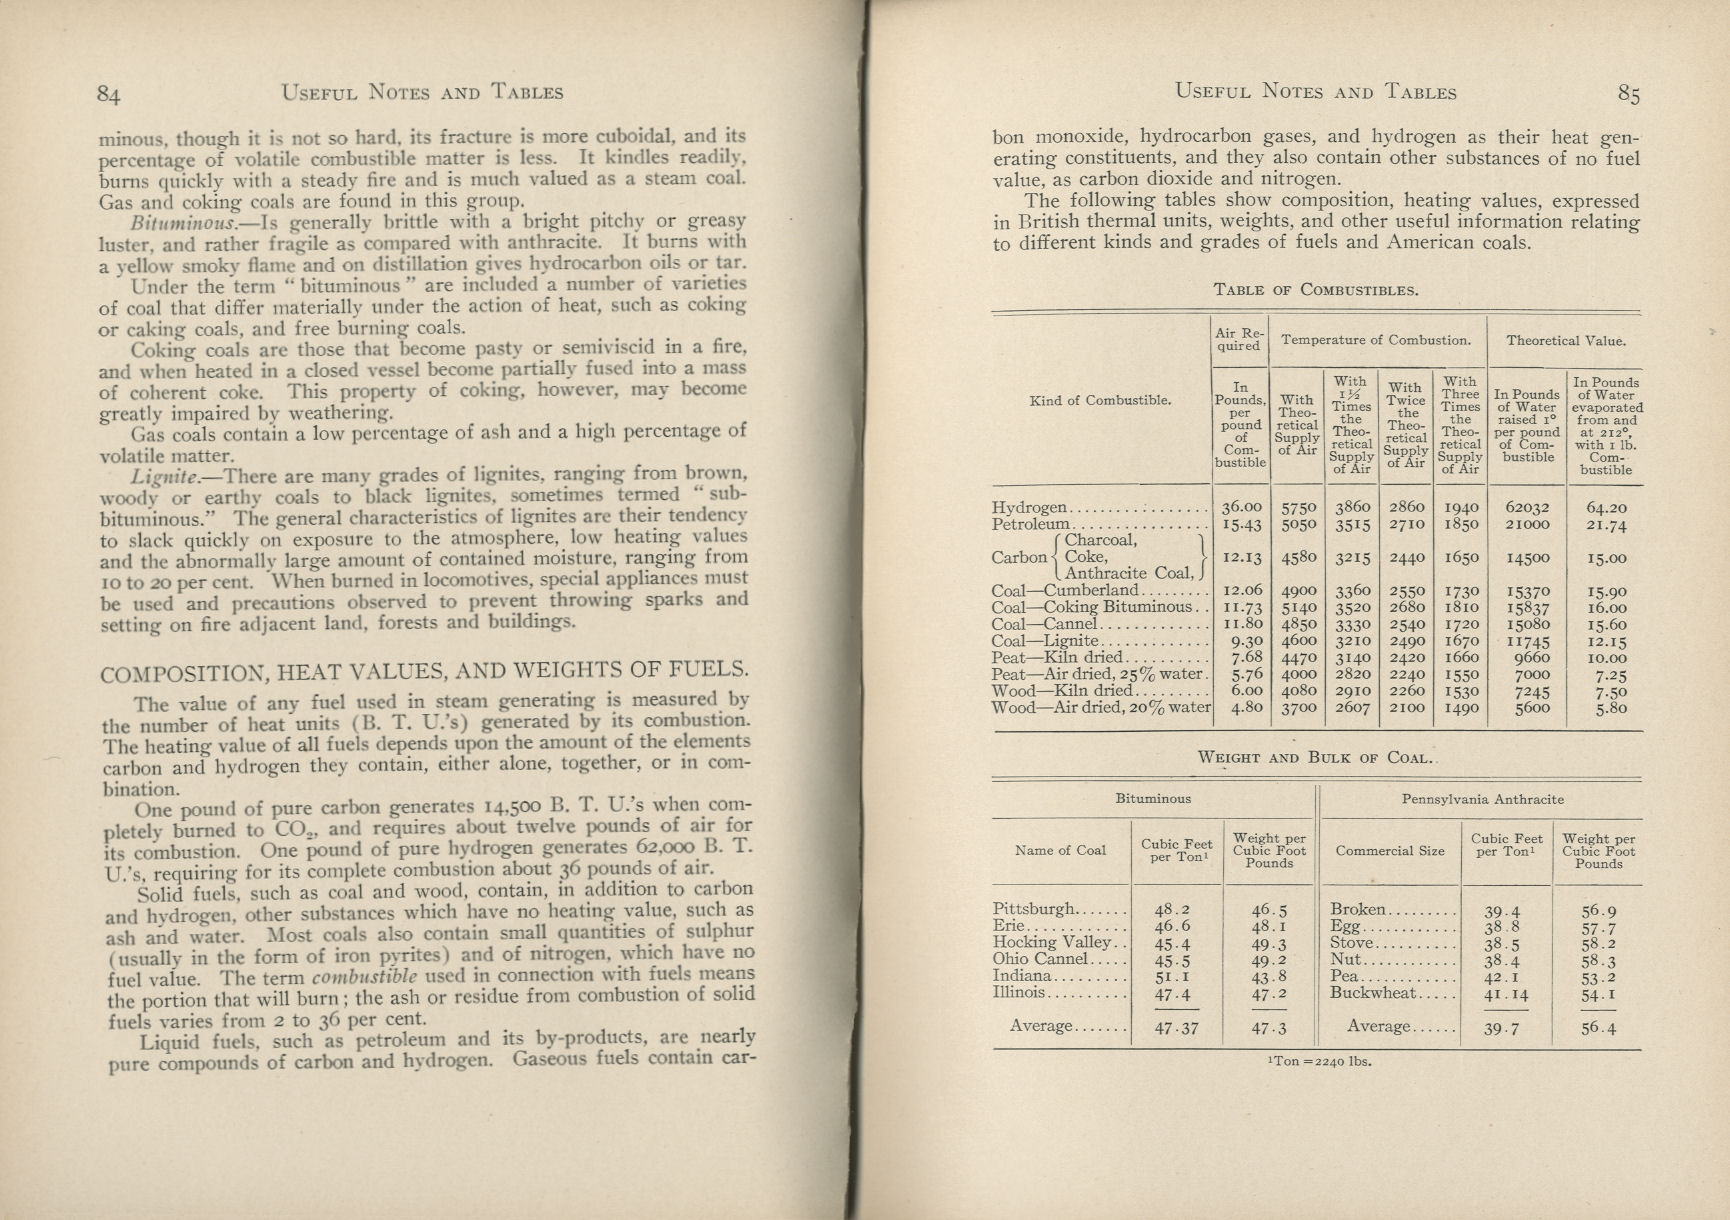 84 USEFUL NOTES AND TABLES
minous, though it is not so hard, its fracture is more cuboidal, and its
percentage of volatile combustible matter is less. It kindles readily,
burns quickly with a steady fire and is much valued as a steam coal.
Gas and coking coals are found in this group.
Bituminous.—Is generally brittle with a bright pitchy or greasy
luster, and rather fragile as compared with anthracite. It burns with
a yellow smoky flame and on distillation gives hydrocarbon oils or tar.
Under the term " bituminous " are included a number of varieties
of coal that differ materially under the action of heat, such as coking
or caking coals, and free burning coals.
Coking coals are those that become pasty or semiviscid in a fire,
and when heated in a closed vessel become partially fused into a mass
of coherent coke. This property of coking, however, may become
greatly impaired by weathering.
Gas coals contain a low percentage of ash and a high percentage of
volatile matter.
Lignite.—There are many grades of lignites, ranging from brown,
woody or earthy coals to black lignites, sometimes termed " sub-
bituminous." The general characteristics of lignites are their tendency
to slack quickly on exposure to the atmosphere, low heating values
and the abnormally large amount of contained moisture, ranging from
10 to 20 per cent. When burned in locomotives, special appliances must
be used and precautions observed to prevent throwing sparks and
setting on fire adjacent land, forests and buildings.
COMPOSITION, HEAT VALUES, AND WEIGHTS OF FUELS.
The value of any fuel used in steam generating is measured by
the number of heat units (B. T. U.'s) generated by its combustion.
The heating value of all fuels depends upon the amount of the elements
carbon and hydrogen they contain, either alone, together, or in com-
bination.
One pound of pure carbon generates 14,500 B. T. U.'s when com-
pletely burned to CO₂, and requires about twelve pounds of air for
its combustion. One pound of pure hydrogen generates 62,000 B. T.
U.'s, requiring for its complete combustion about 36 pounds of air.
Solid fuels, such as coal and wood, contain, in addition to carbon
and hydrogen, other substances which have no heating value, such as
ash and water. Most coals also contain small quantities of sulphur
(usually in the form of iron pyrites) and of nitrogen, which have no
fuel value. The term combustible used in connection with fuels means
the portion that will burn; the ash or residue from combustion of solid
fuels varies from 2 to 36 per cent.
Liquid fuels, such as petroleum and its by-products, are nearly
pure compounds of carbon and hydrogen. Gaseous fuels contain car-
USEFUL NOTES AND TABLES 85
bon monoxide, hydrocarbon gases, and hydrogen as their heat gen-
erating constituents, and they also contain other substances of no fuel
value, as carbon dioxide and nitrogen.
The following tables show composition, heating values, expressed
in British thermal units, weights, and other useful information relating
to different kinds and grades of fuels and American coals.
TABLE OF COMBUSTIBLES.
Kind of Combustible.
Air Re-
quired
Temperature of Combustion.
Theoretical Value.
In
Pounds,
per
pound
of
Com-
bustible
With
Theo-
retical
Supply
of Air
With
1½
Times
the
Theo-
retical
Supply
of Air
With
Twice
the
Theo-
retical
Supply
of Air
With
Three
Times
the
Theo-
retical
Supply
of Air
In Pounds
of Water
raised 1°
per pound
of Com-
bustible
In Pounds
of Water
evaporated
from and
at 212°,
with 1 lb.
Com-
bustible
Hydrogen.................. 36.00 5750 3860 2860 1940 62032 64.20
Petroleum................. 15.43 5050 3515 2710 1850 21000 21.74
Charcoal,
Carbon { Coke, } 12.13 4580 3215 2440 1650 14500 15.00
Anthracite Coal,
Coal—Cumberland......... 12.06 4900 3360 2550 1730 15370 15.90
Coal—Coking Bituminous.. 11.73 5140 3520 2680 1810 15837 16.00
Coal—Cannel............. 11.80 4850 3330 2540 1720 15080 15.60
Coal—Lignite............. 9.30 4600 3210 2490 1670 11745 12.15
Peat—Kiln dried.......... 7.68 4470 3140 2420 1660 9660 10.00
Peat—Air dried, 25% water. 5.76 4000 2820 2240 1550 7000 7.25
Wood—Kiln dried......... 6.00 4080 2910 2260 1530 7245 7.50
Wood—Air dried, 20% water 4.80 3700 2607 2100 1490 5600 5.80
WEIGHT AND BULK OF COAL.
Bituminous Pennsylvania Anthracite
Name of Coal
Cubic Feet
per Ton¹
Weight per
Cubic Foot
Pounds
Commercial Size
Cubic Feet
per Ton¹
Weight per
Cubic Foot
Pounds
Pittsburgh....... 48.2 46.5 Broken......... 39.4 56.9
Erie............ 46.6 48.1 Egg............ 38.8 57.7
Hocking Valley.. 45.4 49.3 Stove.......... 38.5 58.2
Ohio Cannel..... 45.5 49.2 Nut............ 38.4 58.3
Indiana......... 51.1 43.8 Pea............ 42.1 53.2
Illinois.......... 47.4 47.2 Buckwheat..... 41.14 54.1
Average....... 47.37 47.3 Average...... 39.7 56.4
¹Ton=2240 lbs.